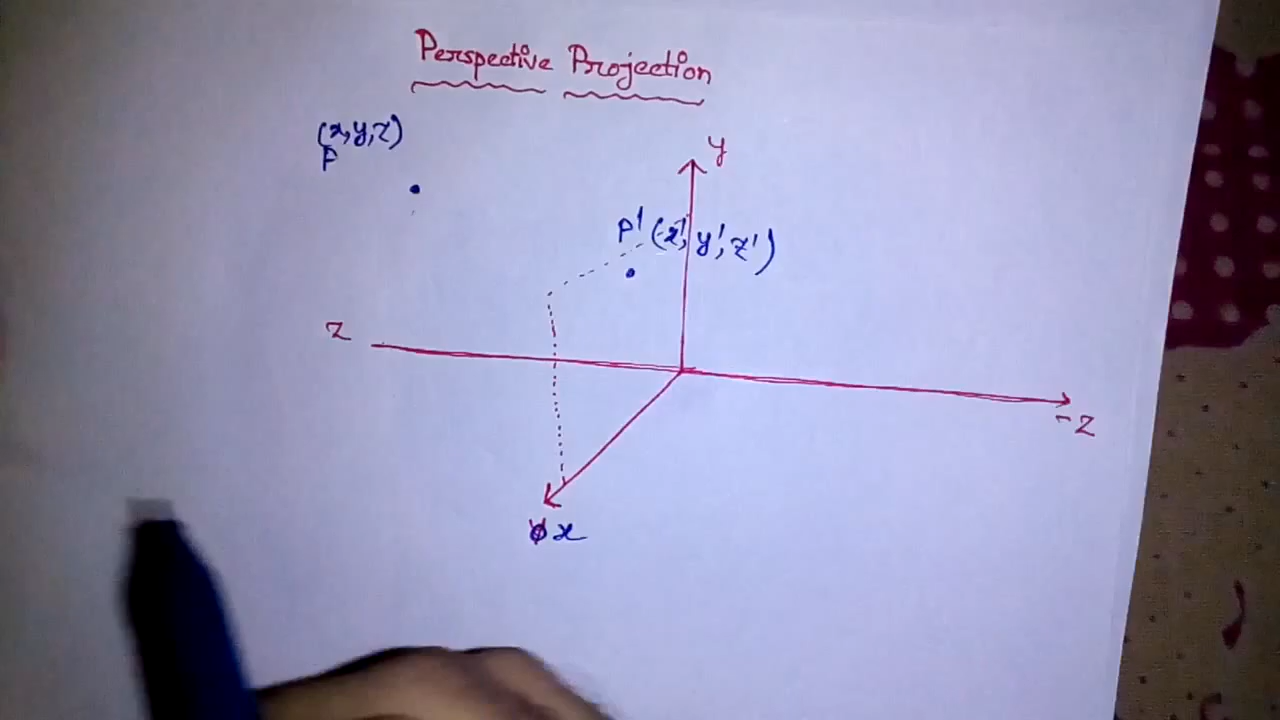 Perspective Projection
(x,y,z)
P
y
P' (x', y', z')
z
-z
x